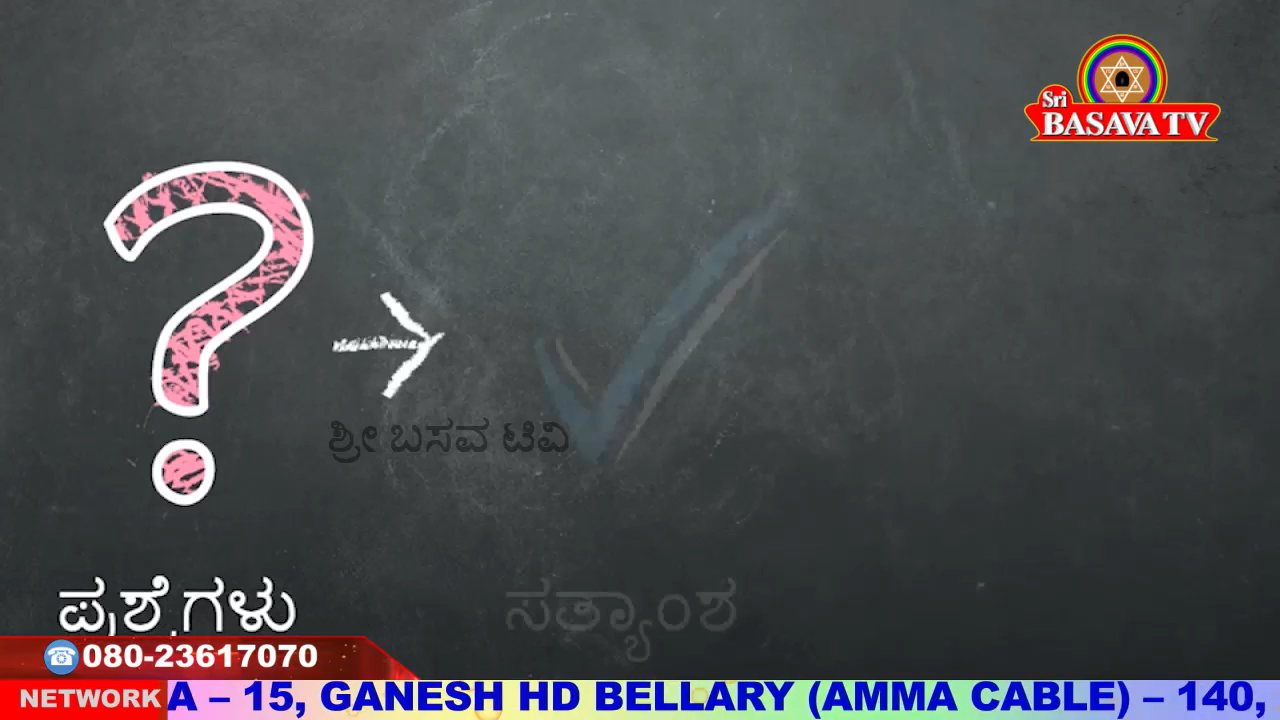 Sri
BASAVA TV
?
ಶ್ರೀ ಬಸವ ಟಿವಿ
ಪ್ರಶ್ನೆಗಳು
ಸತ್ಯಾಂಶ
080-23617070
NETWORK A – 15, GANESH HD BELLARY (AMMA CABLE) – 140,